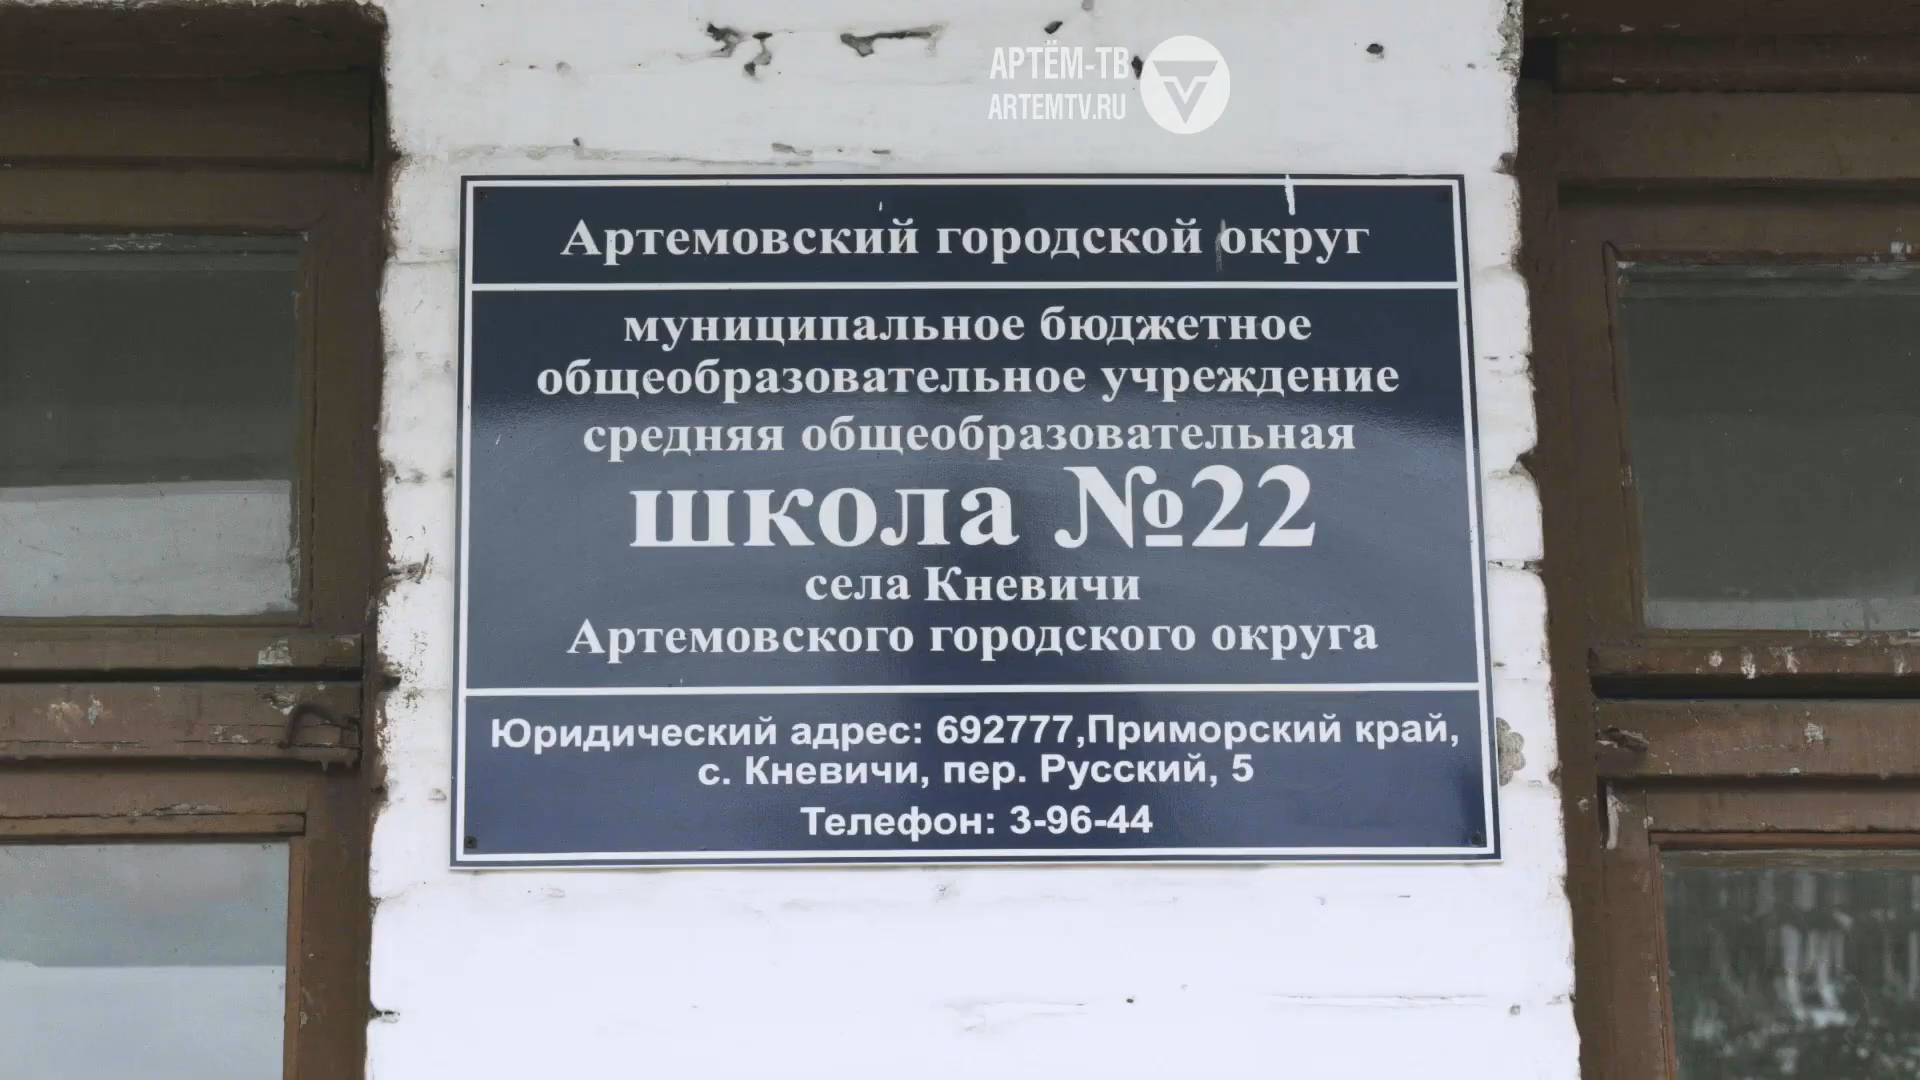 АРТЁМ-ТВ
ARTEMTV.RU
Артемовский городской округ
муниципальное бюджетное
общеобразовательное учреждение
средняя общеобразовательная
школа №22
села Кневичи
Артемовского городского округа
Юридический адрес: 692777,Приморский край,
с. Кневичи, пер. Русский, 5
Телефон: 3-96-44